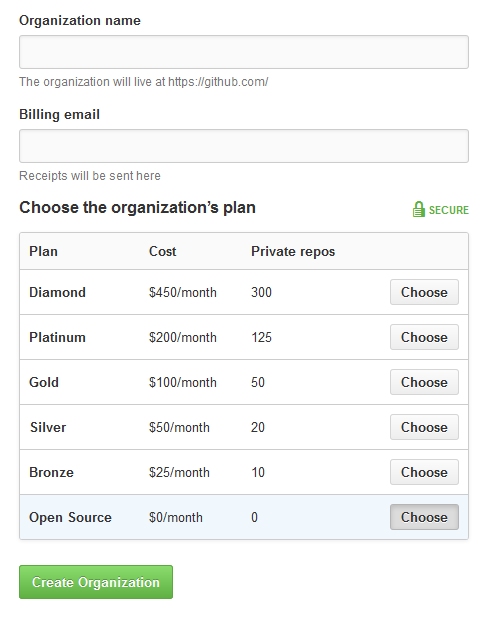 Organization name
The organization will live at https://github.com/
Billing email
Receipts will be sent here
Choose the organization's plan SECURE
Plan Cost Private repos
Diamond $450/month 300 Choose
Platinum $200/month 125 Choose
Gold $100/month 50 Choose
Silver $50/month 20 Choose
Bronze $25/month 10 Choose
Open Source $0/month 0 Choose
Create Organization